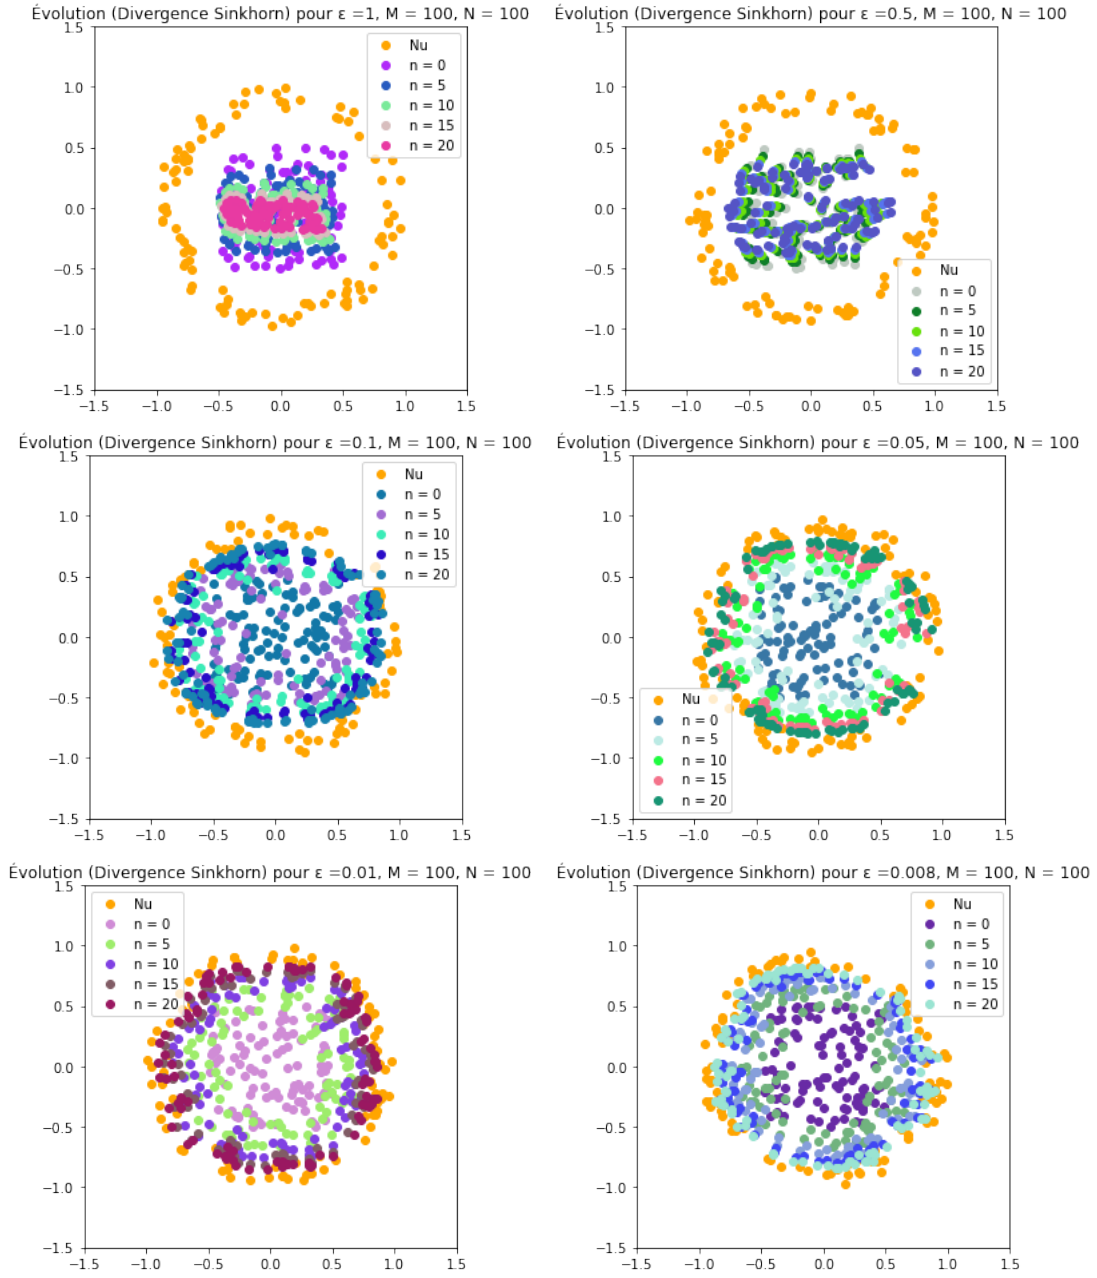 Évolution (Divergence Sinkhorn) pour ε =1, M = 100, N = 100
1.5
1.0
0.5
0.0
−0.5
−1.0
−1.5
−1.5 −1.0 −0.5 0.0 0.5 1.0 1.5
Nu
n = 0
n = 5
n = 10
n = 15
n = 20
Évolution (Divergence Sinkhorn) pour ε =0.5, M = 100, N = 100
1.5
1.0
0.5
0.0
−0.5
−1.0
−1.5
−1.5 −1.0 −0.5 0.0 0.5 1.0 1.5
Nu
n = 0
n = 5
n = 10
n = 15
n = 20
Évolution (Divergence Sinkhorn) pour ε =0.1, M = 100, N = 100
1.5
1.0
0.5
0.0
−0.5
−1.0
−1.5
−1.5 −1.0 −0.5 0.0 0.5 1.0 1.5
Nu
n = 0
n = 5
n = 10
n = 15
n = 20
Évolution (Divergence Sinkhorn) pour ε =0.05, M = 100, N = 100
1.5
1.0
0.5
0.0
−0.5
−1.0
−1.5
−1.5 −1.0 −0.5 0.0 0.5 1.0 1.5
Nu
n = 0
n = 5
n = 10
n = 15
n = 20
Évolution (Divergence Sinkhorn) pour ε =0.01, M = 100, N = 100
1.5
1.0
0.5
0.0
−0.5
−1.0
−1.5
−1.5 −1.0 −0.5 0.0 0.5 1.0 1.5
Nu
n = 0
n = 5
n = 10
n = 15
n = 20
Évolution (Divergence Sinkhorn) pour ε =0.008, M = 100, N = 100
1.5
1.0
0.5
0.0
−0.5
−1.0
−1.5
−1.5 −1.0 −0.5 0.0 0.5 1.0 1.5
Nu
n = 0
n = 5
n = 10
n = 15
n = 20